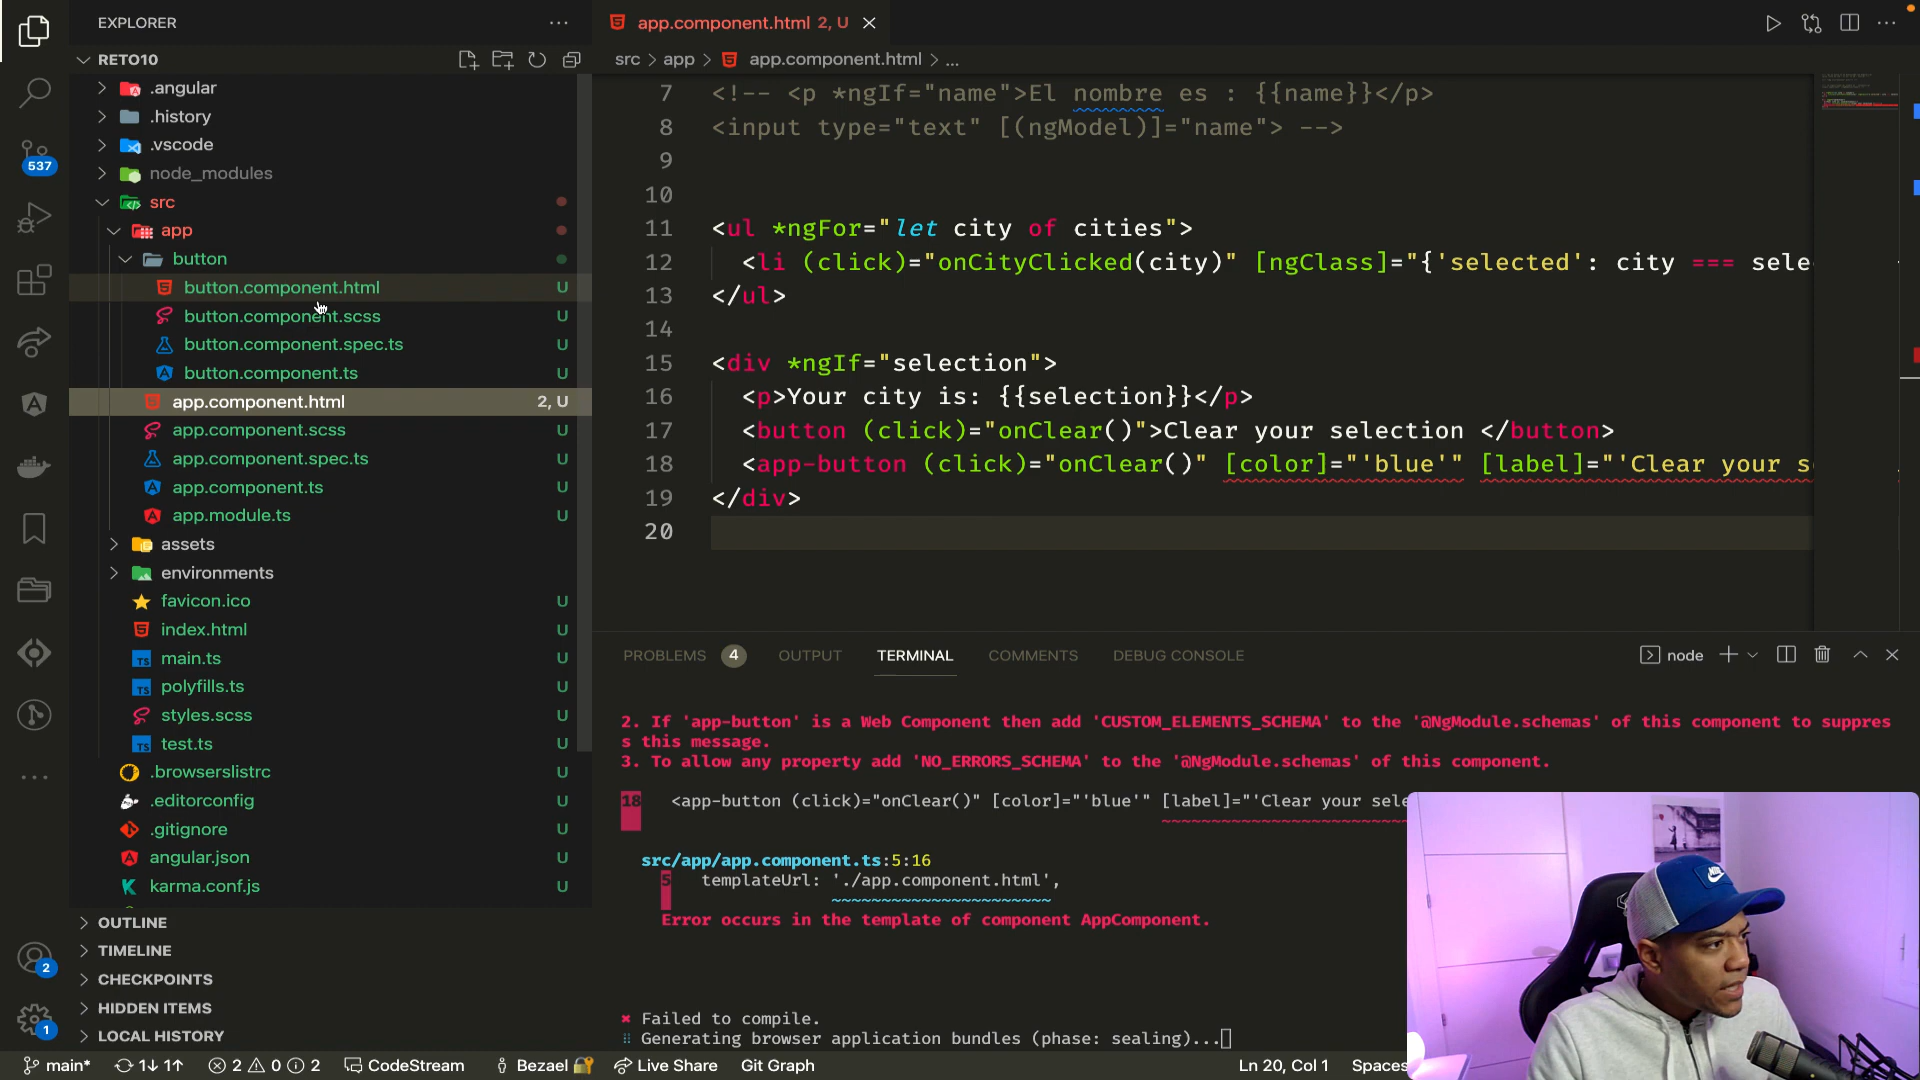 EXPLORER
RETO10
.angular
.history
.vscode
node_modules
src
app
button
button.component.html U
button.component.scss U
button.component.spec.ts U
button.component.ts U
app.component.html 2, U
app.component.scss U
app.component.spec.ts U
app.component.ts U
app.module.ts U
assets
environments
favicon.ico U
index.html U
main.ts U
polyfills.ts U
styles.scss U
test.ts U
.browserslistrc U
.editorconfig U
.gitignore U
angular.json U
karma.conf.js U
OUTLINE
TIMELINE
CHECKPOINTS
HIDDEN ITEMS
LOCAL HISTORY
537
2
1
app.component.html 2, U
src > app > app.component.html > ...
7 <!-- <p *ngIf="name">El nombre es : {{name}}</p>
8 <input type="text" [(ngModel)]="name"> -->
9
10
11 <ul *ngFor="let city of cities">
12 <li (click)="onCityClicked(city)" [ngClass]="{'selected': city === sele
13 </ul>
14
15 <div *ngIf="selection">
16 <p>Your city is: {{selection}}</p>
17 <button (click)="onClear()">Clear your selection </button>
18 <app-button (click)="onClear()" [color]="'blue'" [label]="'Clear your s
19 </div>
20
PROBLEMS 4 OUTPUT TERMINAL COMMENTS DEBUG CONSOLE
node
2. If 'app-button' is a Web Component then add 'CUSTOM_ELEMENTS_SCHEMA' to the '@NgModule.schemas' of this component to suppres
s this message.
3. To allow any property add 'NO_ERRORS_SCHEMA' to the '@NgModule.schemas' of this component.
18 <app-button (click)="onClear()" [color]="'blue'" [label]="'Clear your sele
src/app/app.component.ts:5:16
5 templateUrl: './app.component.html',
Error occurs in the template of component AppComponent.
✖ Failed to compile.
Generating browser application bundles (phase: sealing)...
main* 1↓ 1↑ 2 0 2 CodeStream Bezael Live Share Git Graph Ln 20, Col 1 Spaces